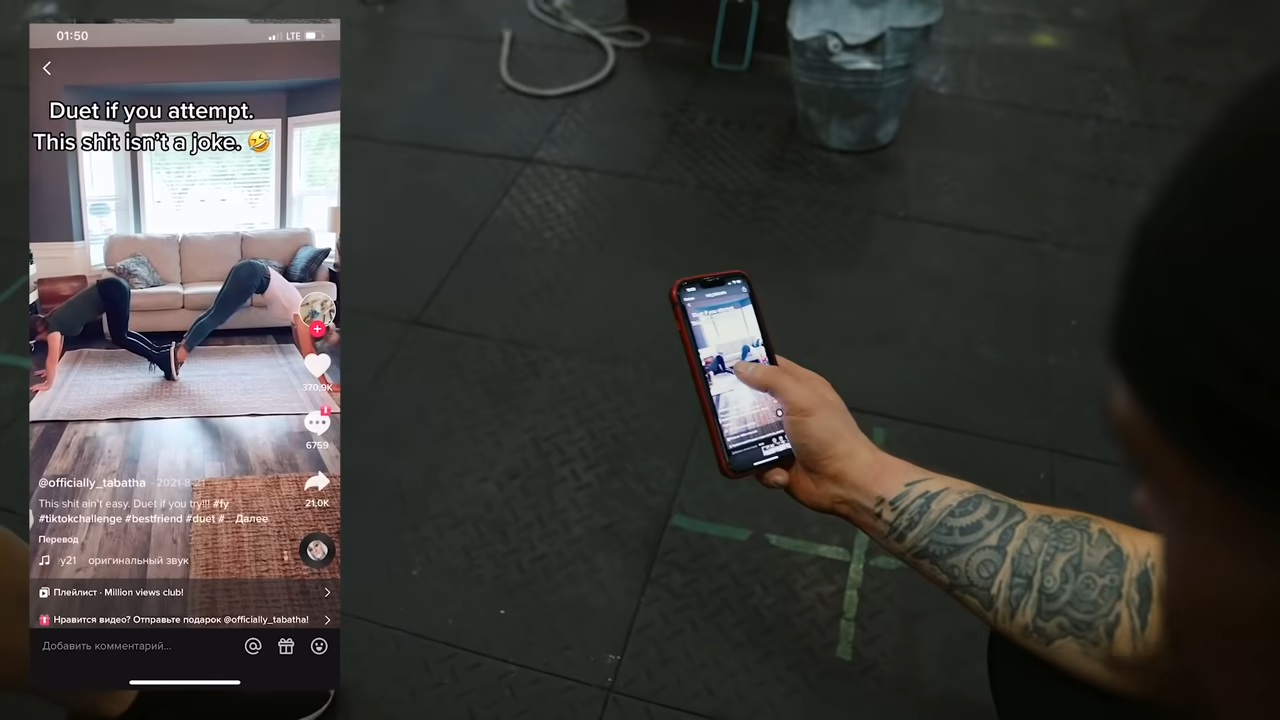 01:50
LTE
Duet if you attempt.
This shit isn't a joke. 🤣
370,9K
6759
@officially_tabatha · 2021-8-2
21,0K
This shit ain't easy. Duet if you try!!! #fy
#tiktokchallenge #bestfriend #duet #... Далее
Перевод
y21 оригинальный звук
Плейлист · Million views club!
Нравится видео? Отправьте подарок @officially_tabatha!
Добавить комментарий...